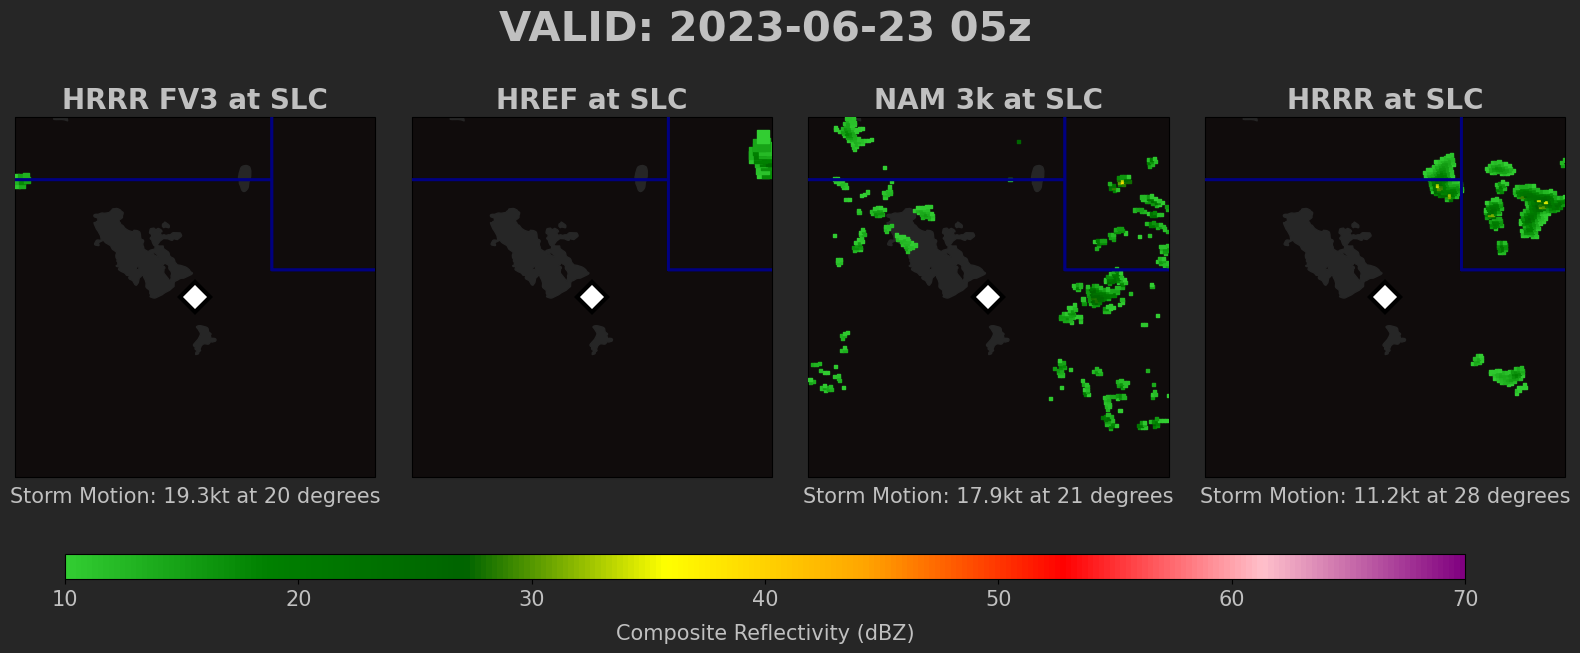 VALID: 2023-06-23 05z
HRRR FV3 at SLC
HREF at SLC
NAM 3k at SLC
HRRR at SLC
Storm Motion: 19.3kt at 20 degrees
Storm Motion: 17.9kt at 21 degrees
Storm Motion: 11.2kt at 28 degrees
10 20 30 40 50 60 70
Composite Reflectivity (dBZ)